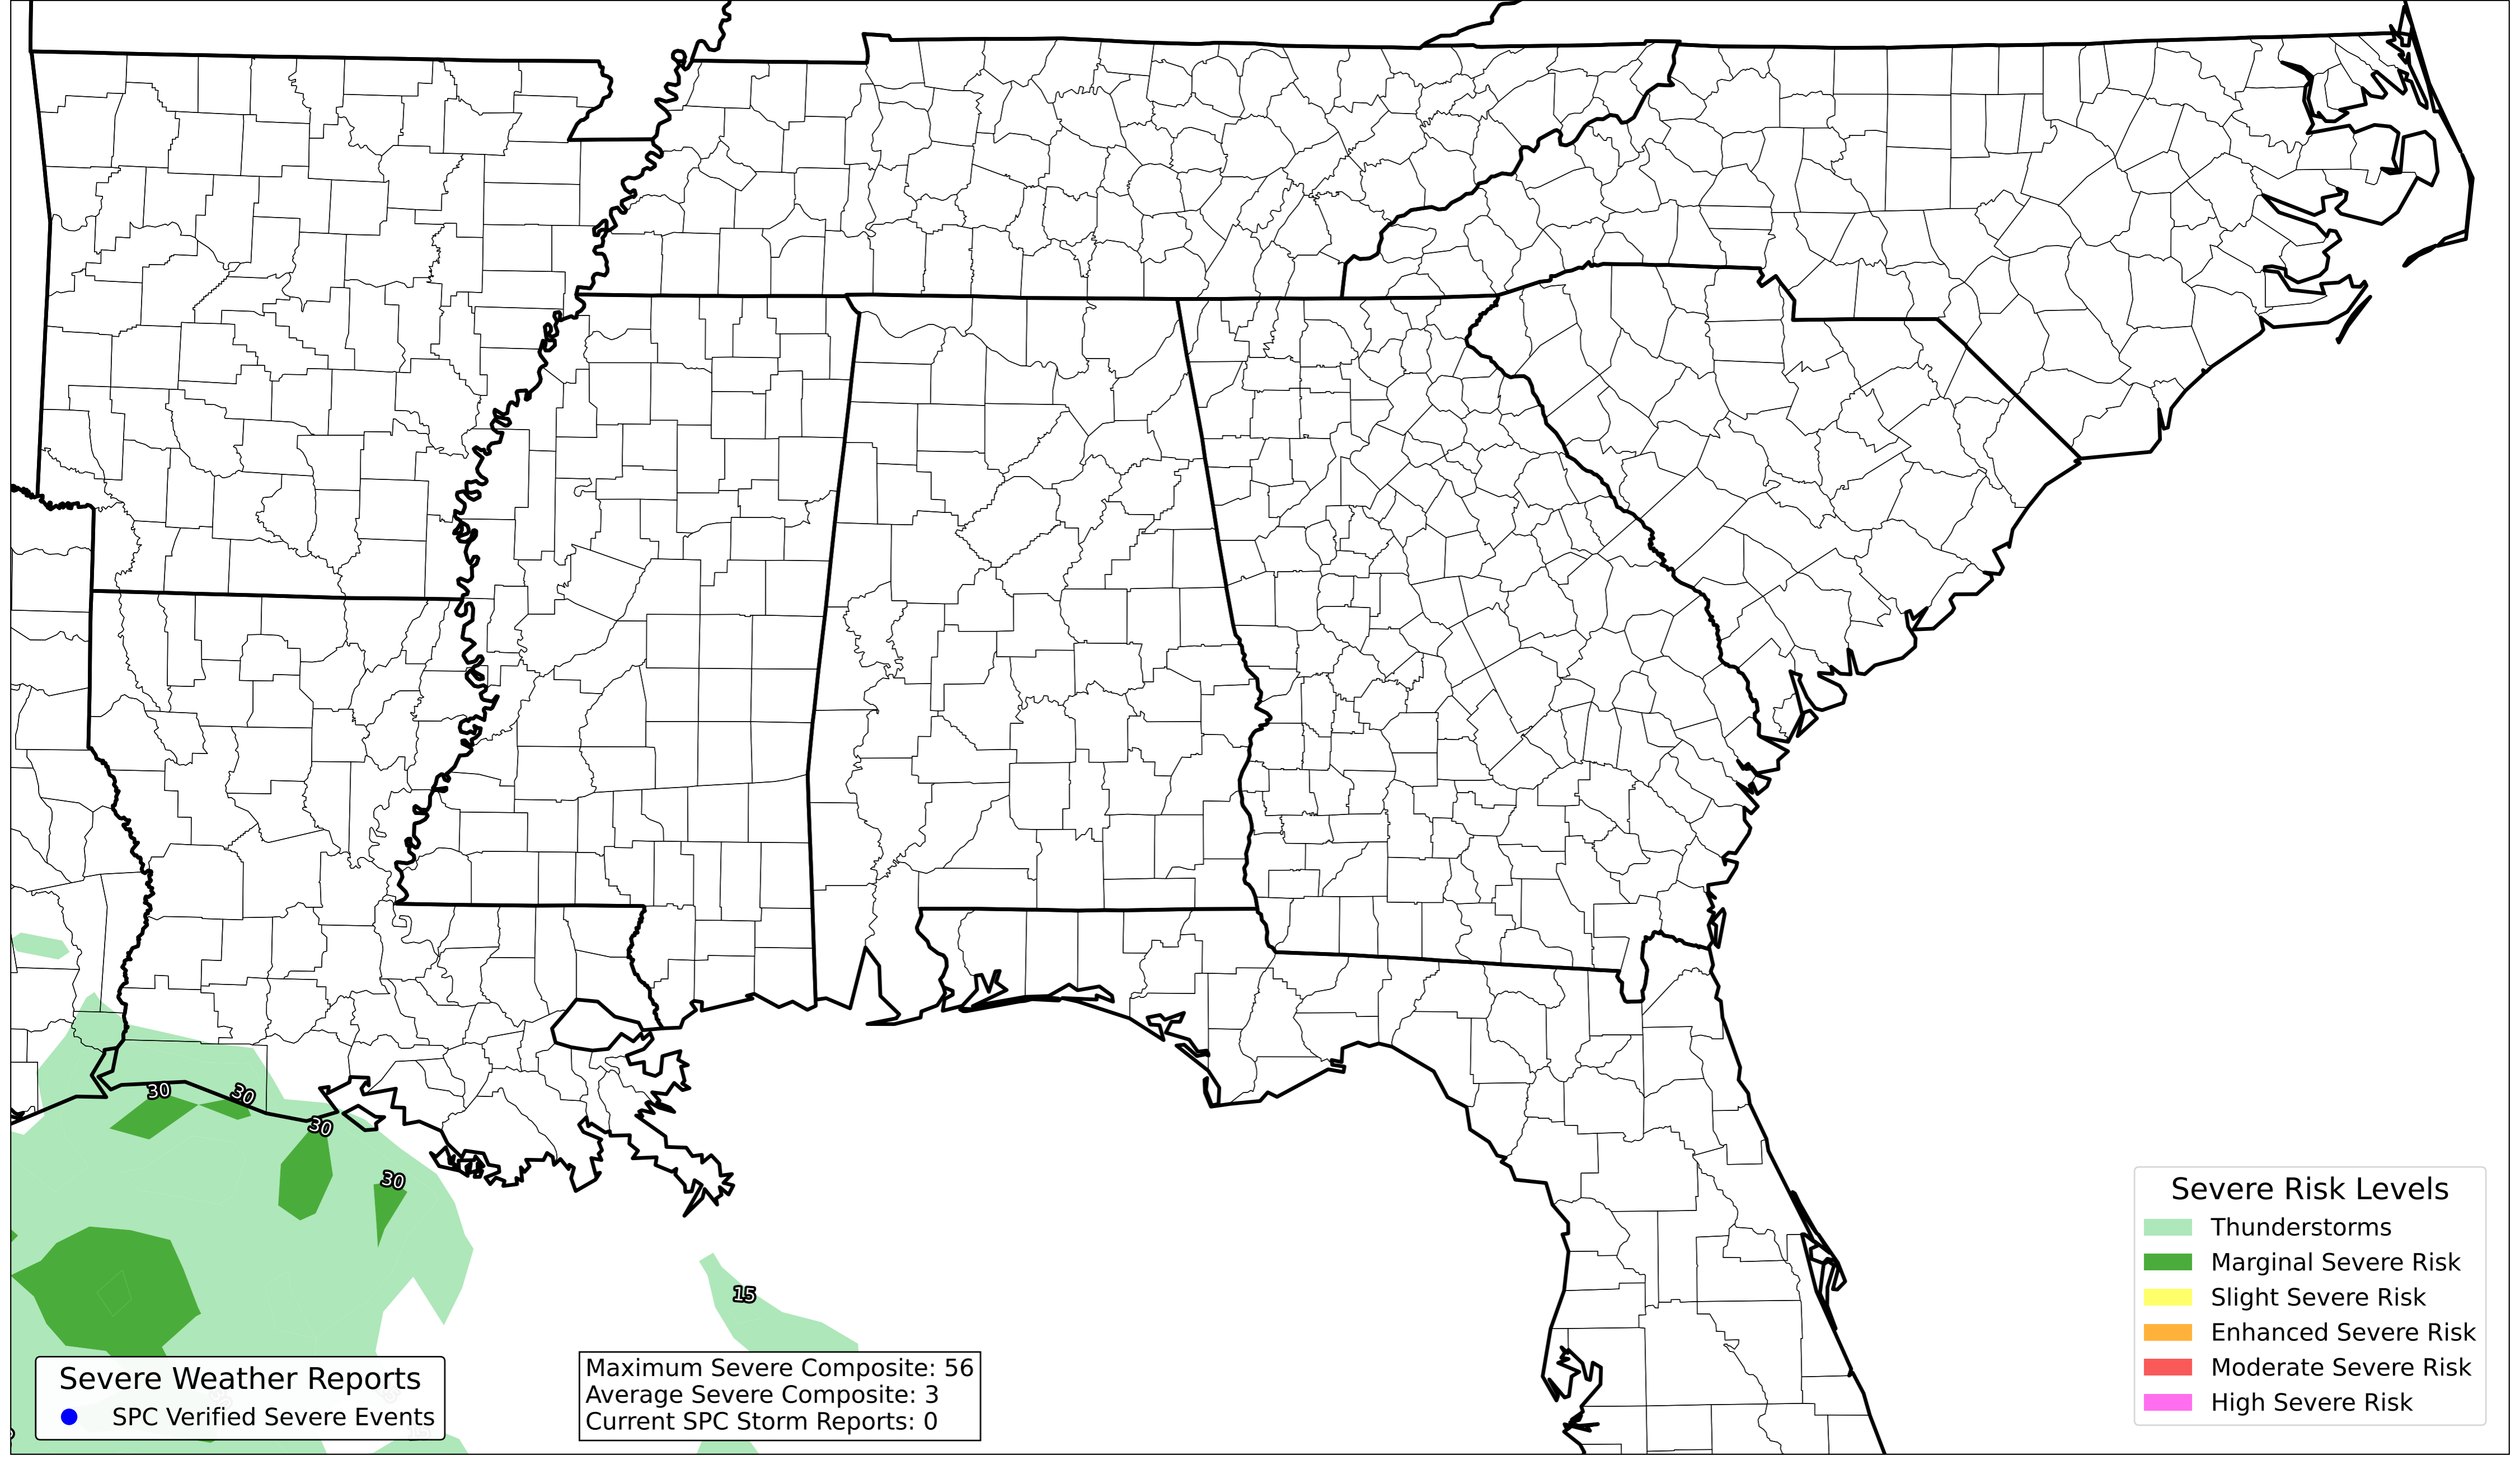 30
30
30
30
15
Severe Risk Levels
Thunderstorms
Marginal Severe Risk
Slight Severe Risk
Enhanced Severe Risk
Moderate Severe Risk
High Severe Risk
Severe Weather Reports
SPC Verified Severe Events
Maximum Severe Composite: 56
Average Severe Composite: 3
Current SPC Storm Reports: 0